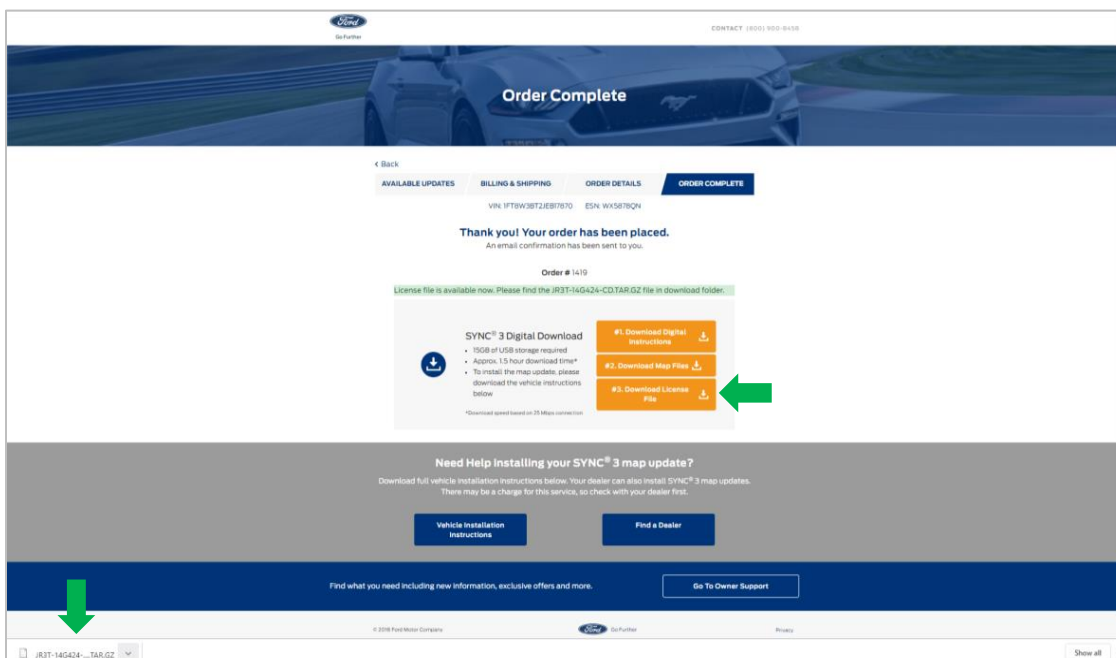 Ford
Go Further
CONTACT (800) 950-8498
Order Complete
< Back
AVAILABLE UPDATES
BILLING & SHIPPING
ORDER DETAILS
ORDER COMPLETE
ESN: WX5878QN
Thank you! Your order has been placed.
An email confirmation has been sent to you.
Order # 1419
License file is available now. Please find the JR3T-14G424-CD.TAR.GZ file in download folder.
SYNC® 3 Digital Download
• 15GB of USB storage required
• Approx. 1.5 hour download time*
• To install the map update, please
download the vehicle instructions
below
*Download speed based on 25 Mbps connection
#1. Download Digital
Instructions
#2. Download Map Files
#3. Download License
File
Need Help Installing your SYNC® 3 map update?
Download full vehicle installation instructions below. Your dealer can also install SYNC® 3 map updates.
There may be a charge for this service, so check with your dealer first.
Vehicle Installation
Instructions
Find a Dealer
Find what you need including new information, exclusive offers and more.
Go To Owner Support
© 2018 Ford Motor Company
Ford
Go Further
Privacy
JR3T-14G424-....TAR.GZ
Show all